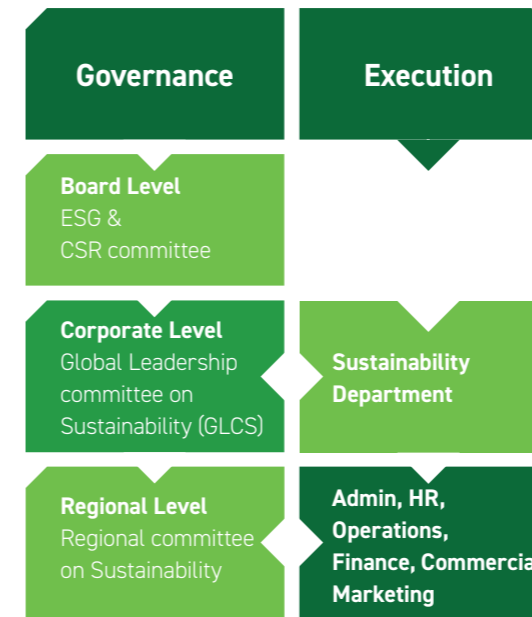 Governance
Execution
Board Level
ESG &
CSR committee
Corporate Level
Global Leadership
committee on
Sustainability (GLCS)
Sustainability
Department
Regional Level
Regional committee
on Sustainability
Admin, HR,
Operations,
Finance, Commercia
Marketing